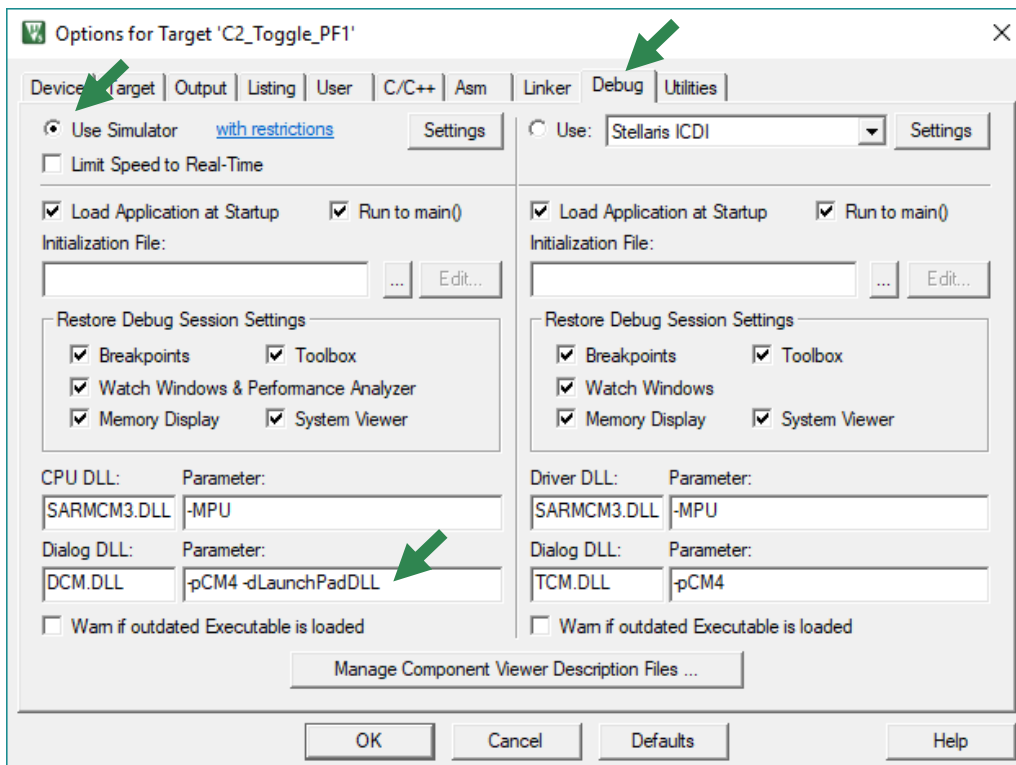 Options for Target 'C2_Toggle_PF1'
Device Target Output Listing User C/C++ Asm Linker Debug Utilities
Use Simulator with restrictions Settings
Limit Speed to Real-Time
Load Application at Startup Run to main()
Initialization File:
... Edit...
Restore Debug Session Settings
Breakpoints Toolbox
Watch Windows & Performance Analyzer
Memory Display System Viewer
CPU DLL: Parameter:
SARMCM3.DLL -MPU
Dialog DLL: Parameter:
DCM.DLL -pCM4 -dLaunchPadDLL
Warn if outdated Executable is loaded
Use: Stellaris ICDI Settings
Load Application at Startup Run to main()
Initialization File:
... Edit...
Restore Debug Session Settings
Breakpoints Toolbox
Watch Windows
Memory Display System Viewer
Driver DLL: Parameter:
SARMCM3.DLL -MPU
Dialog DLL: Parameter:
TCM.DLL -pCM4
Warn if outdated Executable is loaded
Manage Component Viewer Description Files ...
OK Cancel Defaults Help